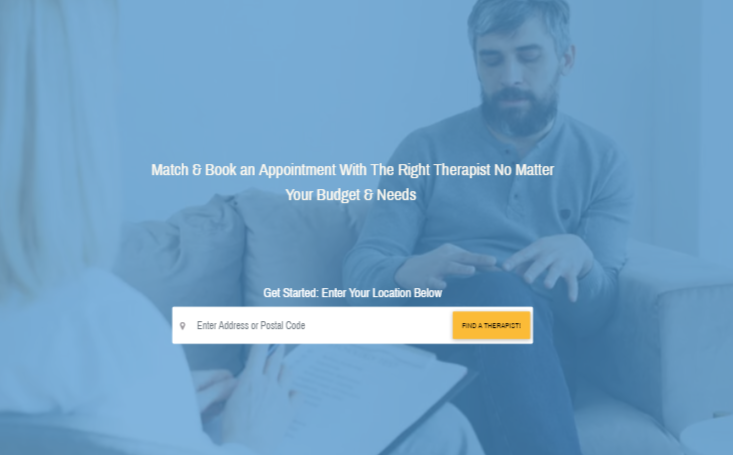 Match & Book an Appointment With The Right Therapist No Matter
Your Budget & Needs
Get Started: Enter Your Location Below
Enter Address or Postal Code
FIND A THERAPIST!